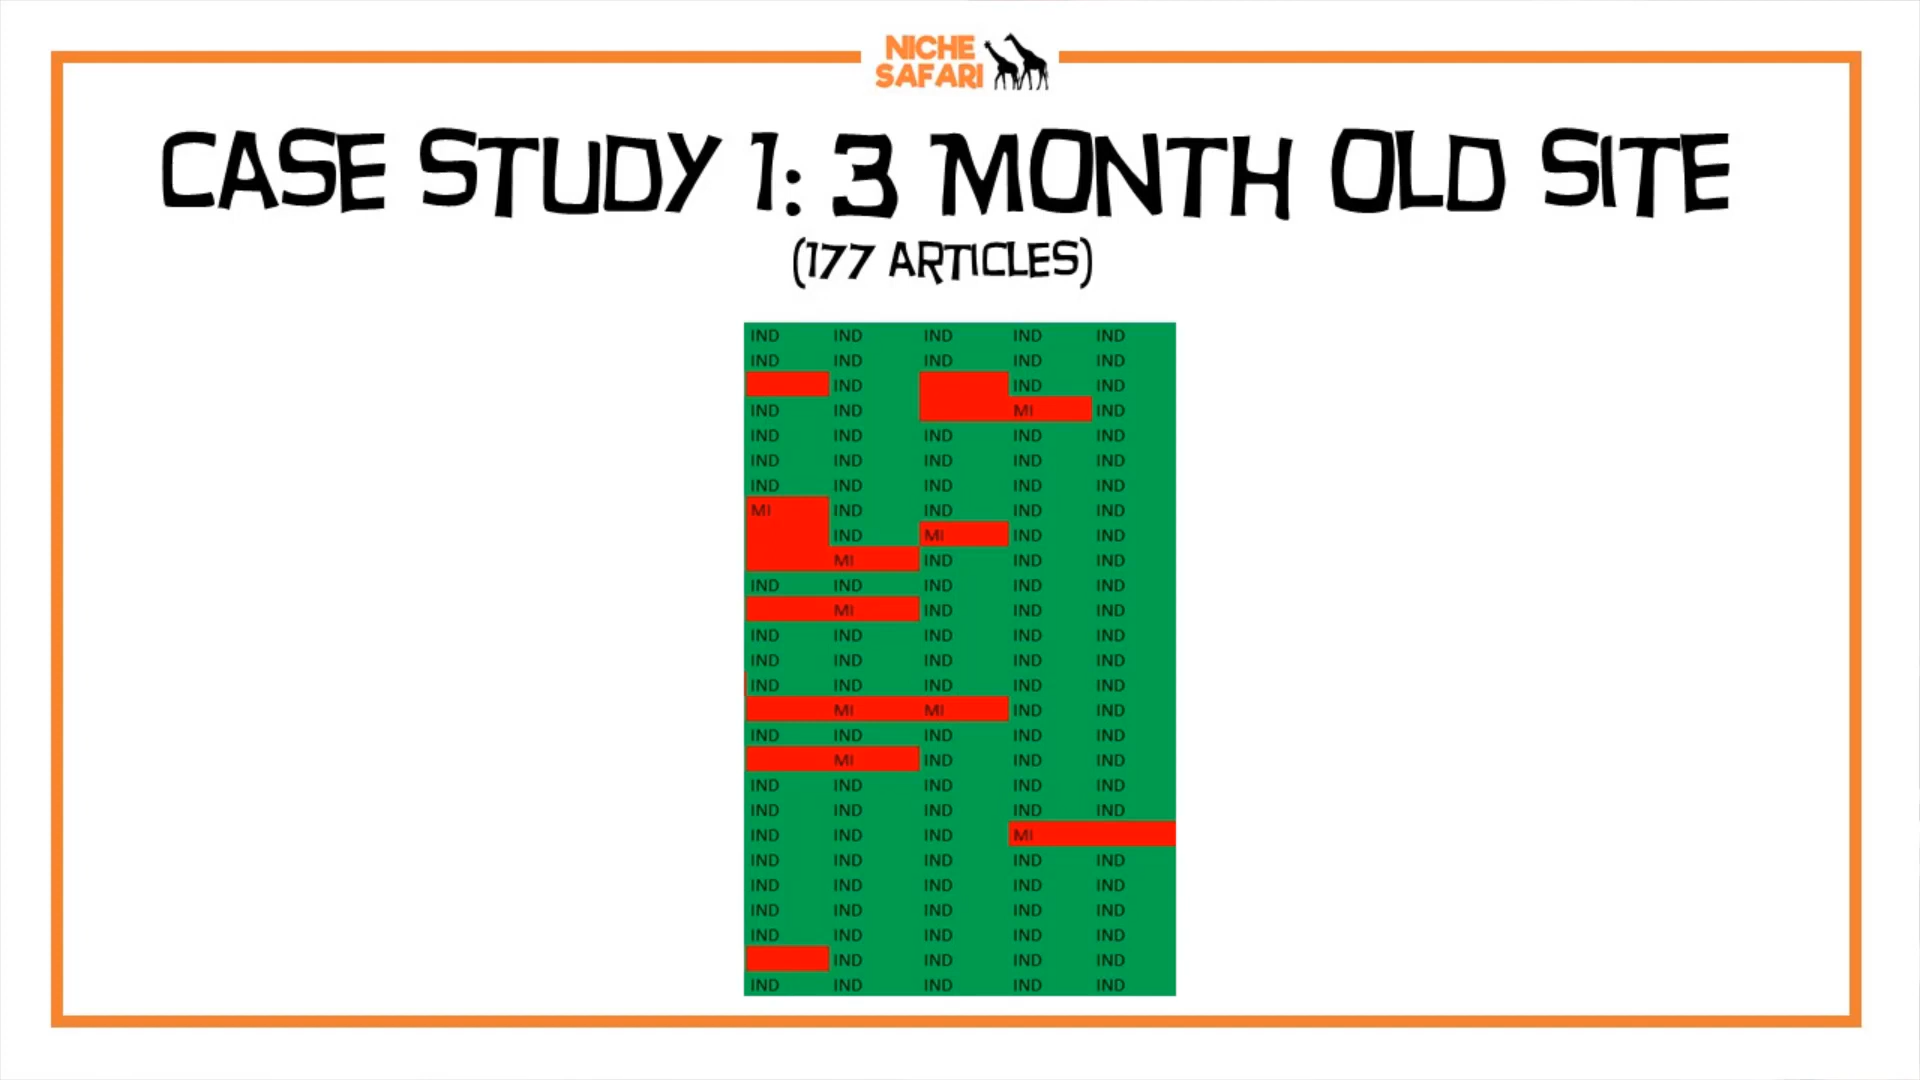 NICHE
SAFARI
CASE STUDY 1: 3 MONTH OLD SITE
(177 ARTICLES)
IND IND IND IND IND
IND IND IND IND IND
IND IND IND
IND IND MI IND
IND IND IND IND IND
IND IND IND IND IND
IND IND IND IND IND
MI IND IND IND IND
IND MI IND IND
MI IND IND IND
IND IND IND IND IND
MI IND IND IND
IND IND IND IND IND
IND IND IND IND IND
IND IND IND IND IND
MI MI IND IND
IND IND IND IND IND
MI IND IND IND
IND IND IND IND IND
IND IND IND IND IND
IND IND IND MI
IND IND IND IND IND
IND IND IND IND IND
IND IND IND IND IND
IND IND IND IND IND
IND IND IND IND
IND IND IND IND IND